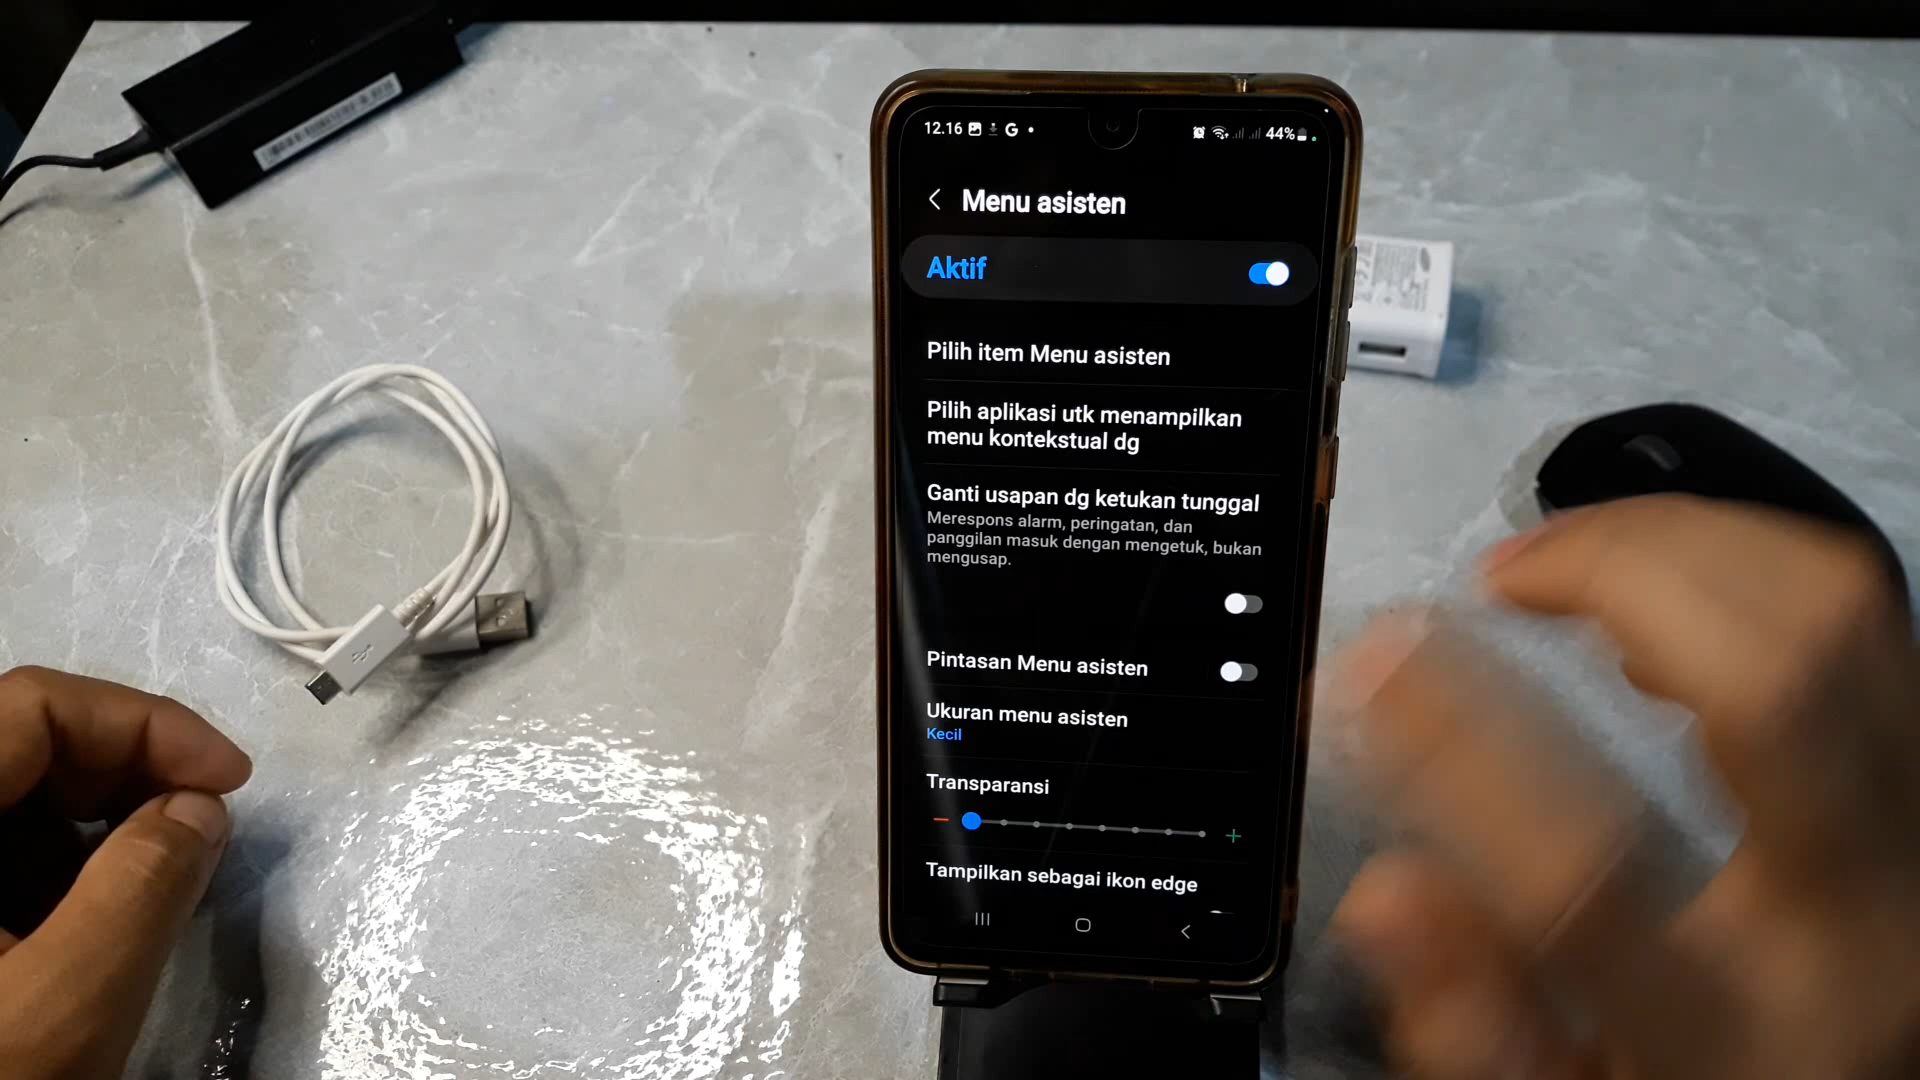 12.16
44%
Menu asisten
Aktif
Pilih item Menu asisten
Pilih aplikasi utk menampilkan
menu kontekstual dg
Ganti usapan dg ketukan tunggal
Merespons alarm, peringatan, dan
panggilan masuk dengan mengetuk, bukan
mengusap.
Pintasan Menu asisten
Ukuran menu asisten
Kecil
Transparansi
Tampilkan sebagai ikon edge